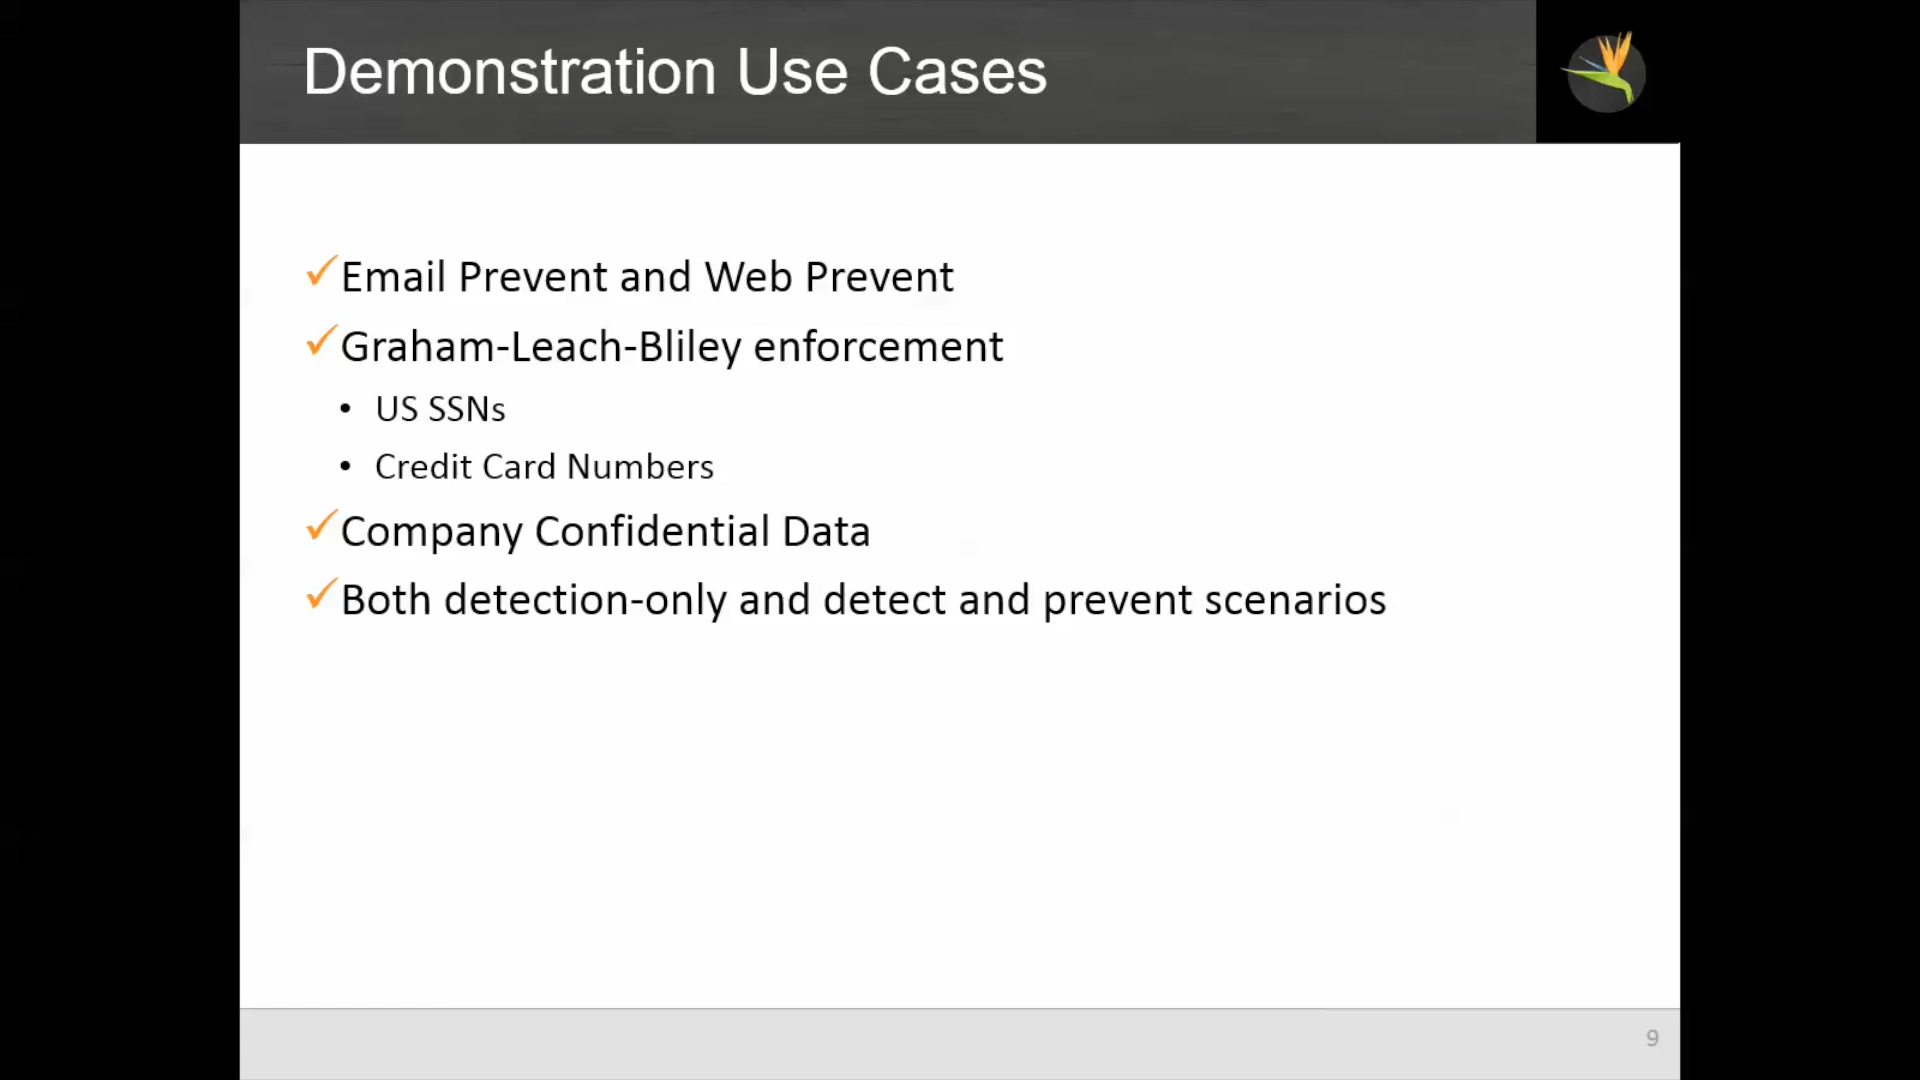 Demonstration Use Cases
✓Email Prevent and Web Prevent
✓Graham-Leach-Bliley enforcement
• US SSNs
• Credit Card Numbers
✓Company Confidential Data
✓Both detection-only and detect and prevent scenarios
9